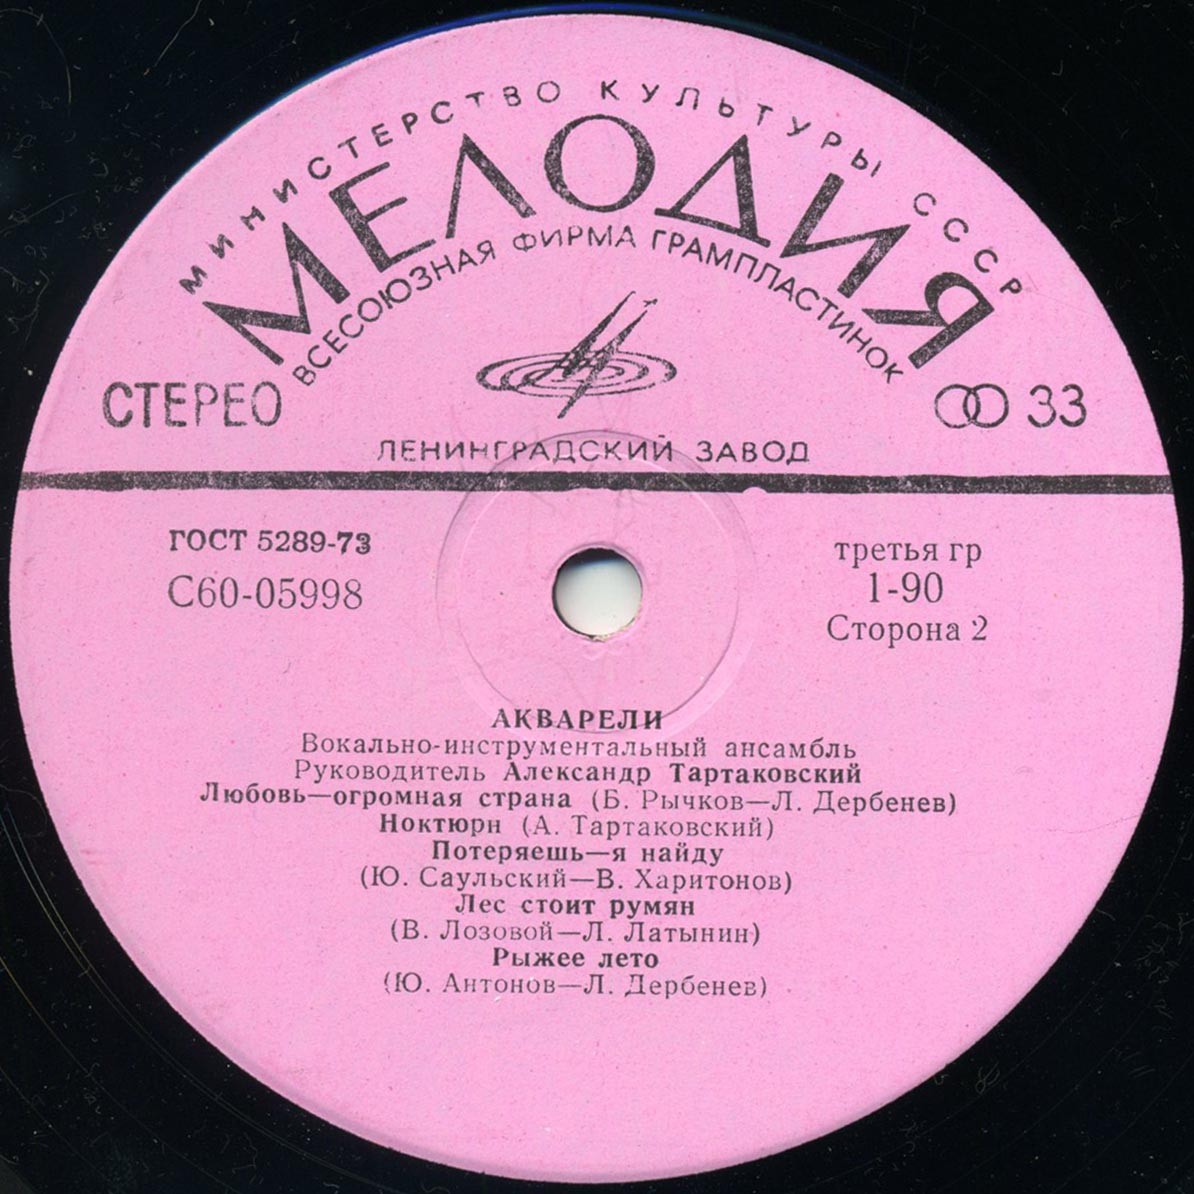 МИНИСТЕРСТВО КУЛЬТУРЫ СССР
МЕЛОДИЯ
ВСЕСОЮЗНАЯ ФИРМА ГРАМПЛАСТИНОК
СТЕРЕО
33
ЛЕНИНГРАДСКИЙ ЗАВОД
ГОСТ 5289-73
С60-05998
третья гр
1-90
Сторона 2
АКВАРЕЛИ
Вокально-инструментальный ансамбль
Руководитель Александр Тартаковский
Любовь—огромная страна (Б. Рычков—Л. Дербенев)
Ноктюрн (А. Тартаковский)
Потеряешь—я найду
(Ю. Саульский—В. Харитонов)
Лес стоит румян
(В. Лозовой—Л. Латынин)
Рыжее лето
(Ю. Антонов—Л. Дербенев)